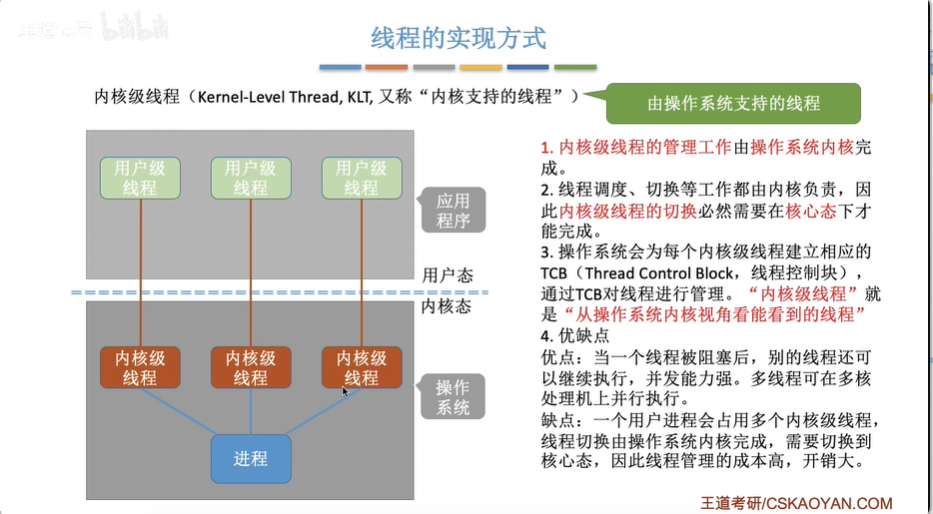 线程的实现方式
内核级线程（Kernel-Level Thread, KLT, 又称“内核支持的线程”）
由操作系统支持的线程
用户级
线程
用户级
线程
用户级
线程
应用
程序
用户态
内核态
内核级
线程
内核级
线程
内核级
线程
操作
系统
进程
1. 内核级线程的管理工作由操作系统内核完
成。
2. 线程调度、切换等工作都由内核负责，因
此内核级线程的切换必然需要在核心态下才
能完成。
3. 操作系统会为每个内核级线程建立相应的
TCB（Thread Control Block，线程控制块），
通过TCB对线程进行管理。“内核级线程”就
是“从操作系统内核视角看能看到的线程”
4. 优缺点
优点：当一个线程被阻塞后，别的线程还可
以继续执行，并发能力强。多线程可在多核
处理机上并行执行。
缺点：一个用户进程会占用多个内核级线程，
线程切换由操作系统内核完成，需要切换到
核心态，因此线程管理的成本高，开销大。
王道考研/CSKAOYAN.COM